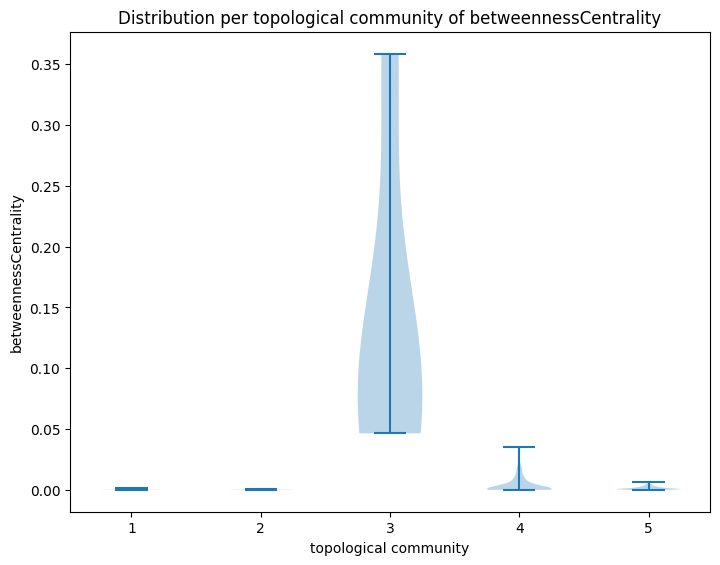 Distribution per topological community of betweennessCentrality
betweennessCentrality
0.35
0.30
0.25
0.20
0.15
0.10
0.05
0.00
1 2 3 4 5
topological community